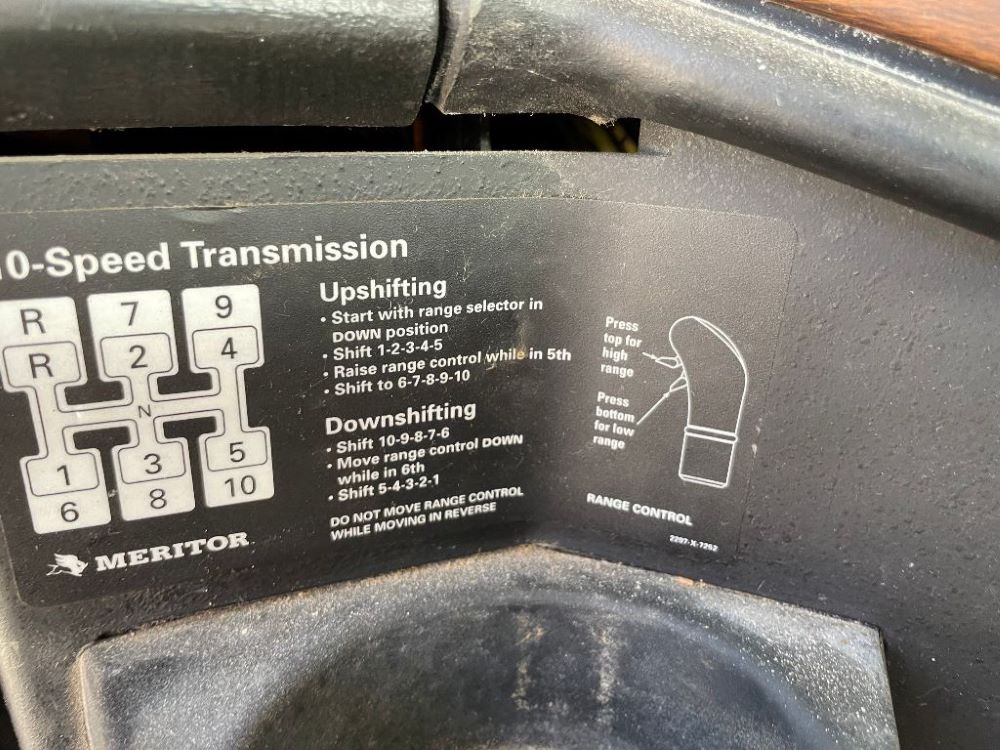 10-Speed Transmission
R 7 9
R 2 4
N
1 3 5
6 8 10
MERITOR
Upshifting
• Start with range selector in
DOWN position
• Shift 1-2-3-4-5
• Raise range control while in 5th
• Shift to 6-7-8-9-10
Downshifting
• Shift 10-9-8-7-6
• Move range control DOWN
while in 6th
• Shift 5-4-3-2-1
DO NOT MOVE RANGE CONTROL
WHILE MOVING IN REVERSE
Press
top for
high
range
Press
bottom
for low
range
RANGE CONTROL
2297-X-7262